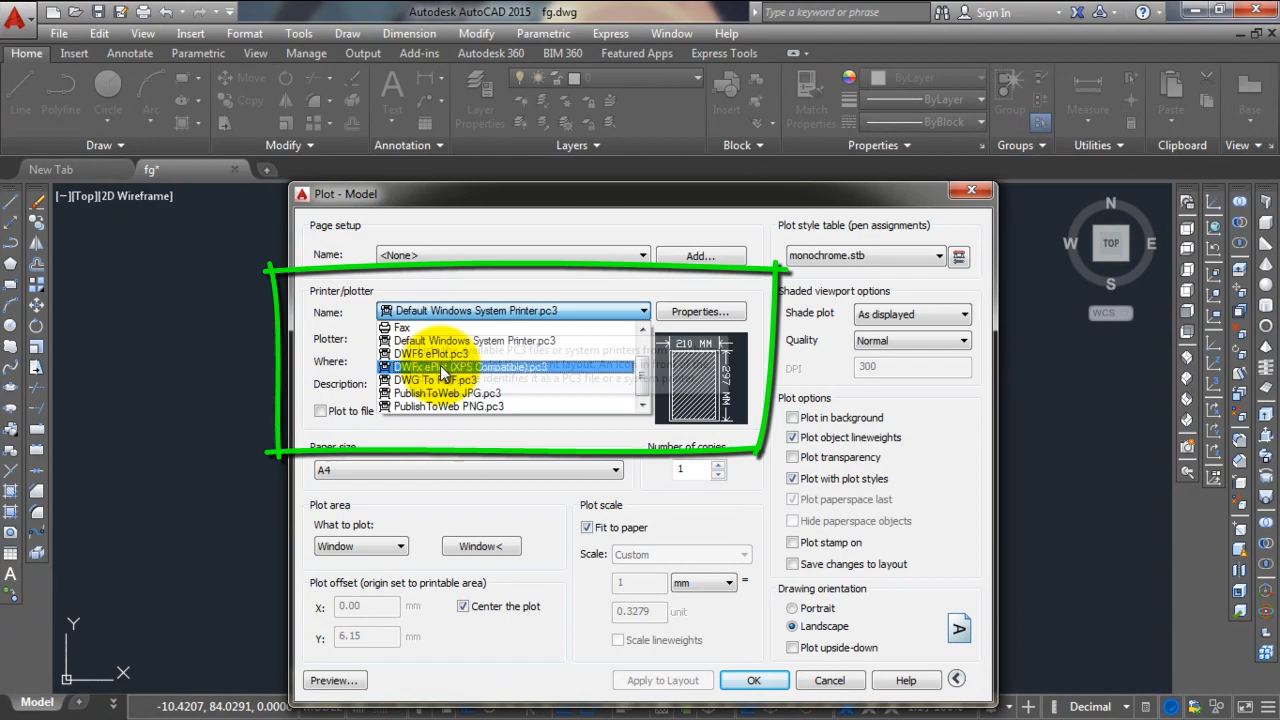 Autodesk AutoCAD 2015 fg.dwg
Type a keyword or phrase
Sign In
File Edit View Insert Format Tools Draw Dimension Modify Parametric Express Window Help
Home Insert Annotate Parametric View Manage Output Add-ins Autodesk 360 BIM 360 Featured Apps Express Tools
Line Polyline Circle Arc
Move
Copy
Text
Layer
Properties
0
Insert
Match
Properties
ByLayer
ByLayer
ByBlock
Group
Measure
Paste
Base
Draw Modify Annotation Layers Block Properties Groups Utilities Clipboard View
New Tab fg*
[−][Top][2D Wireframe]
N
W TOP E
S
WCS
Plot - Model
Page setup
Name: <None> Add...
Printer/plotter
Name: Default Windows System Printer.pc3 Properties...
Fax
Default Windows System Printer.pc3
DWF6 ePlot.pc3
DWFx ePlot (XPS Compatible).pc3
DWG To PDF.pc3
PublishToWeb JPG.pc3
PublishToWeb PNG.pc3
Plotter:
Where:
Description:
Plot to file
210 MM
297 MM
Paper size
A4
Number of copies
1
Plot area
What to plot:
Window Window<
Plot offset (origin set to printable area)
X: 0.00 mm Center the plot
Y: 6.15 mm
Plot scale
Fit to paper
Scale: Custom
1 mm =
0.3279 unit
Scale lineweights
Plot style table (pen assignments)
monochrome.stb
Shaded viewport options
Shade plot As displayed
Quality Normal
DPI 300
Plot options
Plot in background
Plot object lineweights
Plot transparency
Plot with plot styles
Plot paperspace last
Hide paperspace objects
Plot stamp on
Save changes to layout
Drawing orientation
Portrait
Landscape
Plot upside-down
A
Preview... Apply to Layout OK Cancel Help
Y
X
A
Model
-10.4207, 84.0291, 0.0000
Decimal